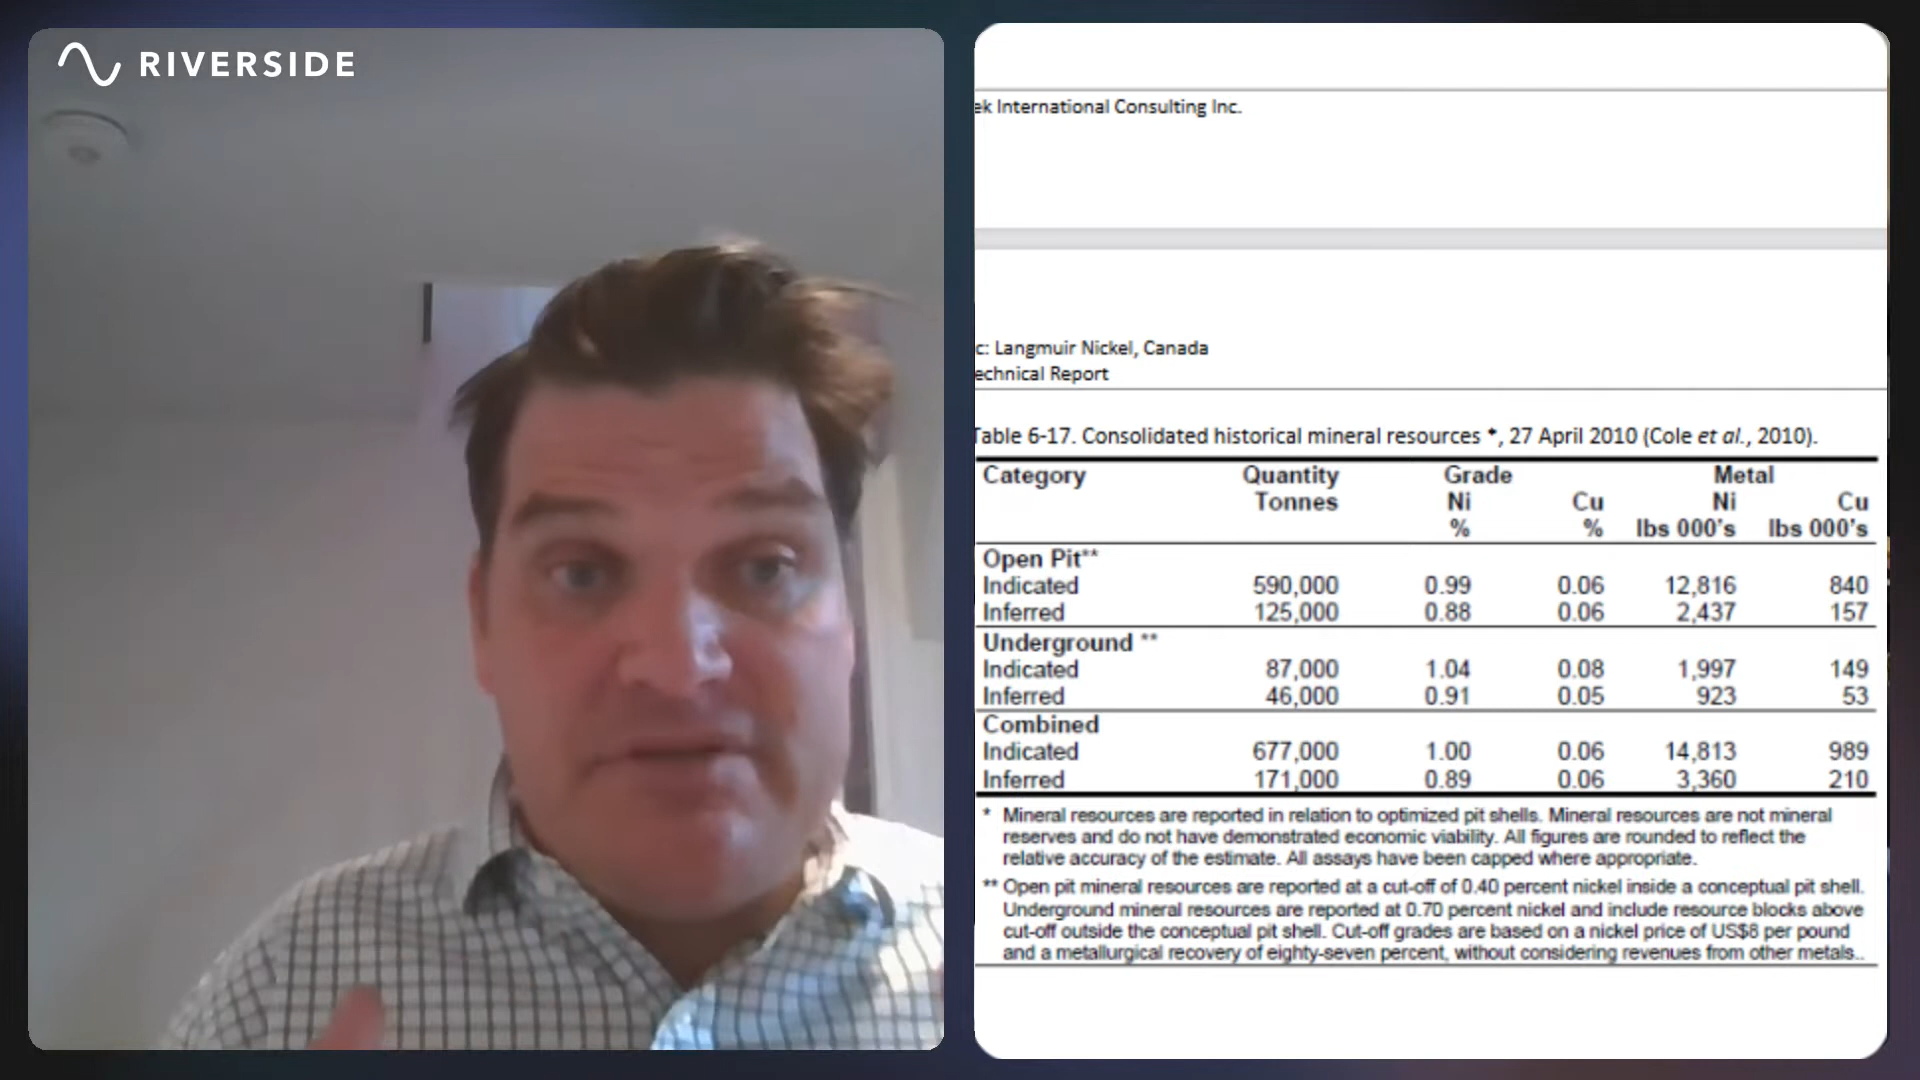 RIVERSIDE
ek International Consulting Inc.
c: Langmuir Nickel, Canada
echnical Report
Table 6-17. Consolidated historical mineral resources *, 27 April 2010 (Cole et al., 2010).
Category Quantity Grade Metal
Tonnes Ni Cu Ni Cu
% % lbs 000's lbs 000's
Open Pit**
Indicated 590,000 0.99 0.06 12,816 840
Inferred 125,000 0.88 0.06 2,437 157
Underground **
Indicated 87,000 1.04 0.08 1,997 149
Inferred 46,000 0.91 0.05 923 53
Combined
Indicated 677,000 1.00 0.06 14,813 989
Inferred 171,000 0.89 0.06 3,360 210
* Mineral resources are reported in relation to optimized pit shells. Mineral resources are not mineral
reserves and do not have demonstrated economic viability. All figures are rounded to reflect the
relative accuracy of the estimate. All assays have been capped where appropriate.
** Open pit mineral resources are reported at a cut-off of 0.40 percent nickel inside a conceptual pit shell.
Underground mineral resources are reported at 0.70 percent nickel and include resource blocks above
cut-off outside the conceptual pit shell. Cut-off grades are based on a nickel price of US$8 per pound
and a metallurgical recovery of eighty-seven percent, without considering revenues from other metals..